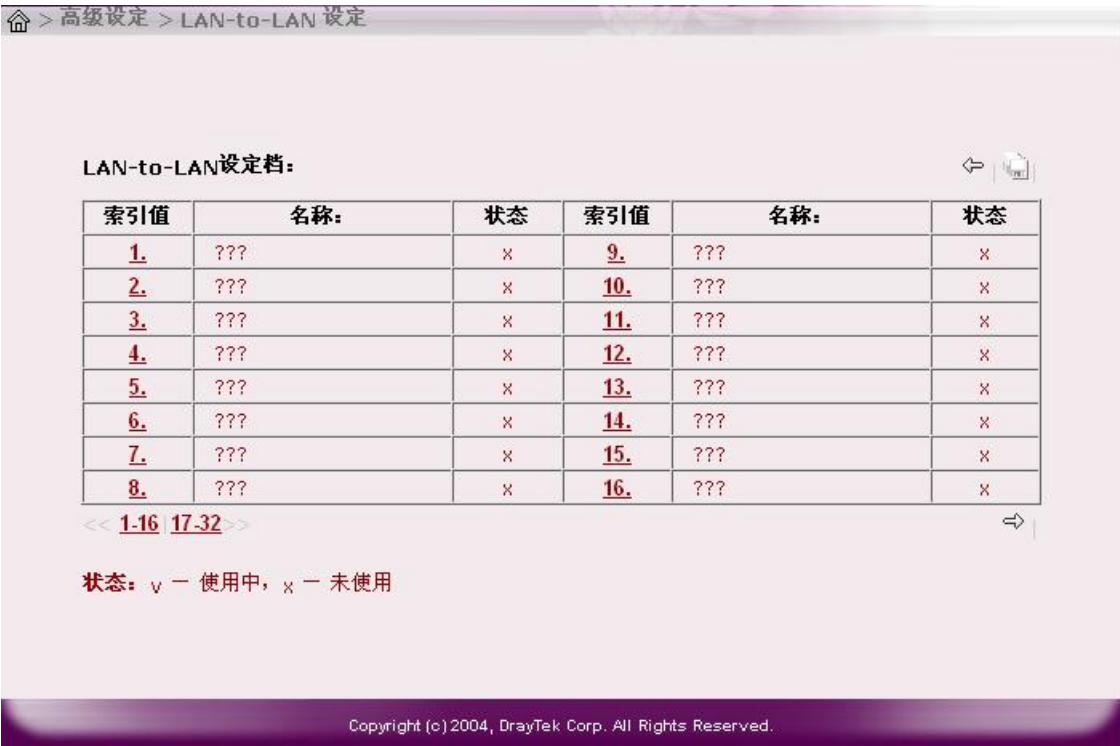 > 高级设定 > LAN-to-LAN 设定
LAN-to-LAN设定档：
索引值 名称： 状态 索引值 名称： 状态
1. ??? x 9. ??? x
2. ??? x 10. ??? x
3. ??? x 11. ??? x
4. ??? x 12. ??? x
5. ??? x 13. ??? x
6. ??? x 14. ??? x
7. ??? x 15. ??? x
8. ??? x 16. ??? x
<< 1-16 | 17-32 >>
状态： v — 使用中， x — 未使用
Copyright (c) 2004, DrayTek Corp. All Rights Reserved.